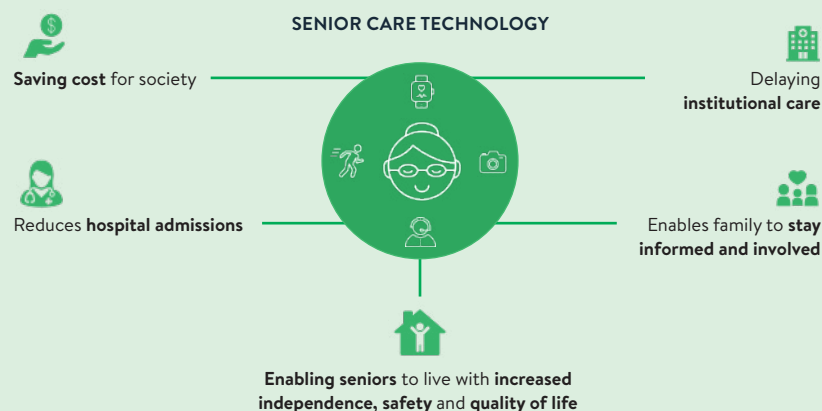 SENIOR CARE TECHNOLOGY
$
Saving cost for society
Delaying
institutional care
Reduces hospital admissions
Enables family to stay
informed and involved
Enabling seniors to live with increased
independence, safety and quality of life